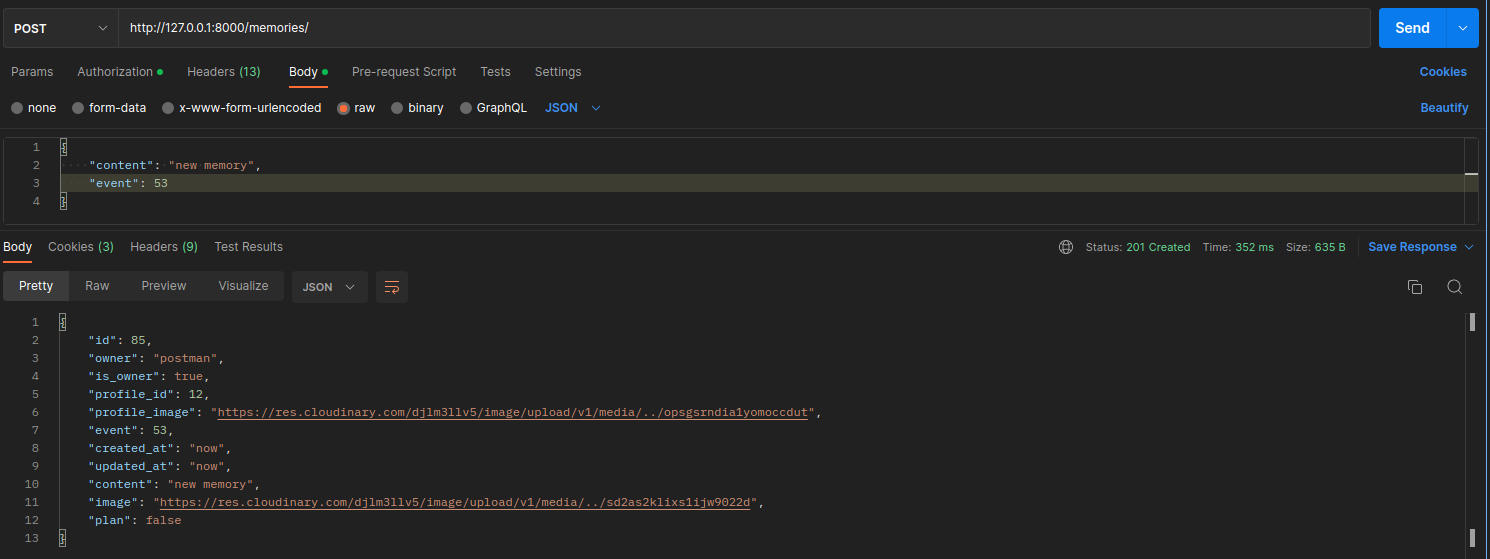 POST http://127.0.0.1:8000/memories/ Send
Params Authorization Headers (13) Body Pre-request Script Tests Settings Cookies
none form-data x-www-form-urlencoded raw binary GraphQL JSON Beautify
1 {
2 "content": "new memory",
3 "event": 53
4 }
Body Cookies (3) Headers (9) Test Results Status: 201 Created Time: 352 ms Size: 635 B Save Response
Pretty Raw Preview Visualize JSON
1 {
2 "id": 85,
3 "owner": "postman",
4 "is_owner": true,
5 "profile_id": 12,
6 "profile_image": "https://res.cloudinary.com/djlm3llv5/image/upload/v1/media/../opsgsrndia1yomoccdut",
7 "event": 53,
8 "created_at": "now",
9 "updated_at": "now",
10 "content": "new memory",
11 "image": "https://res.cloudinary.com/djlm3llv5/image/upload/v1/media/../sd2as2klixs1ijw9022d",
12 "plan": false
13 }